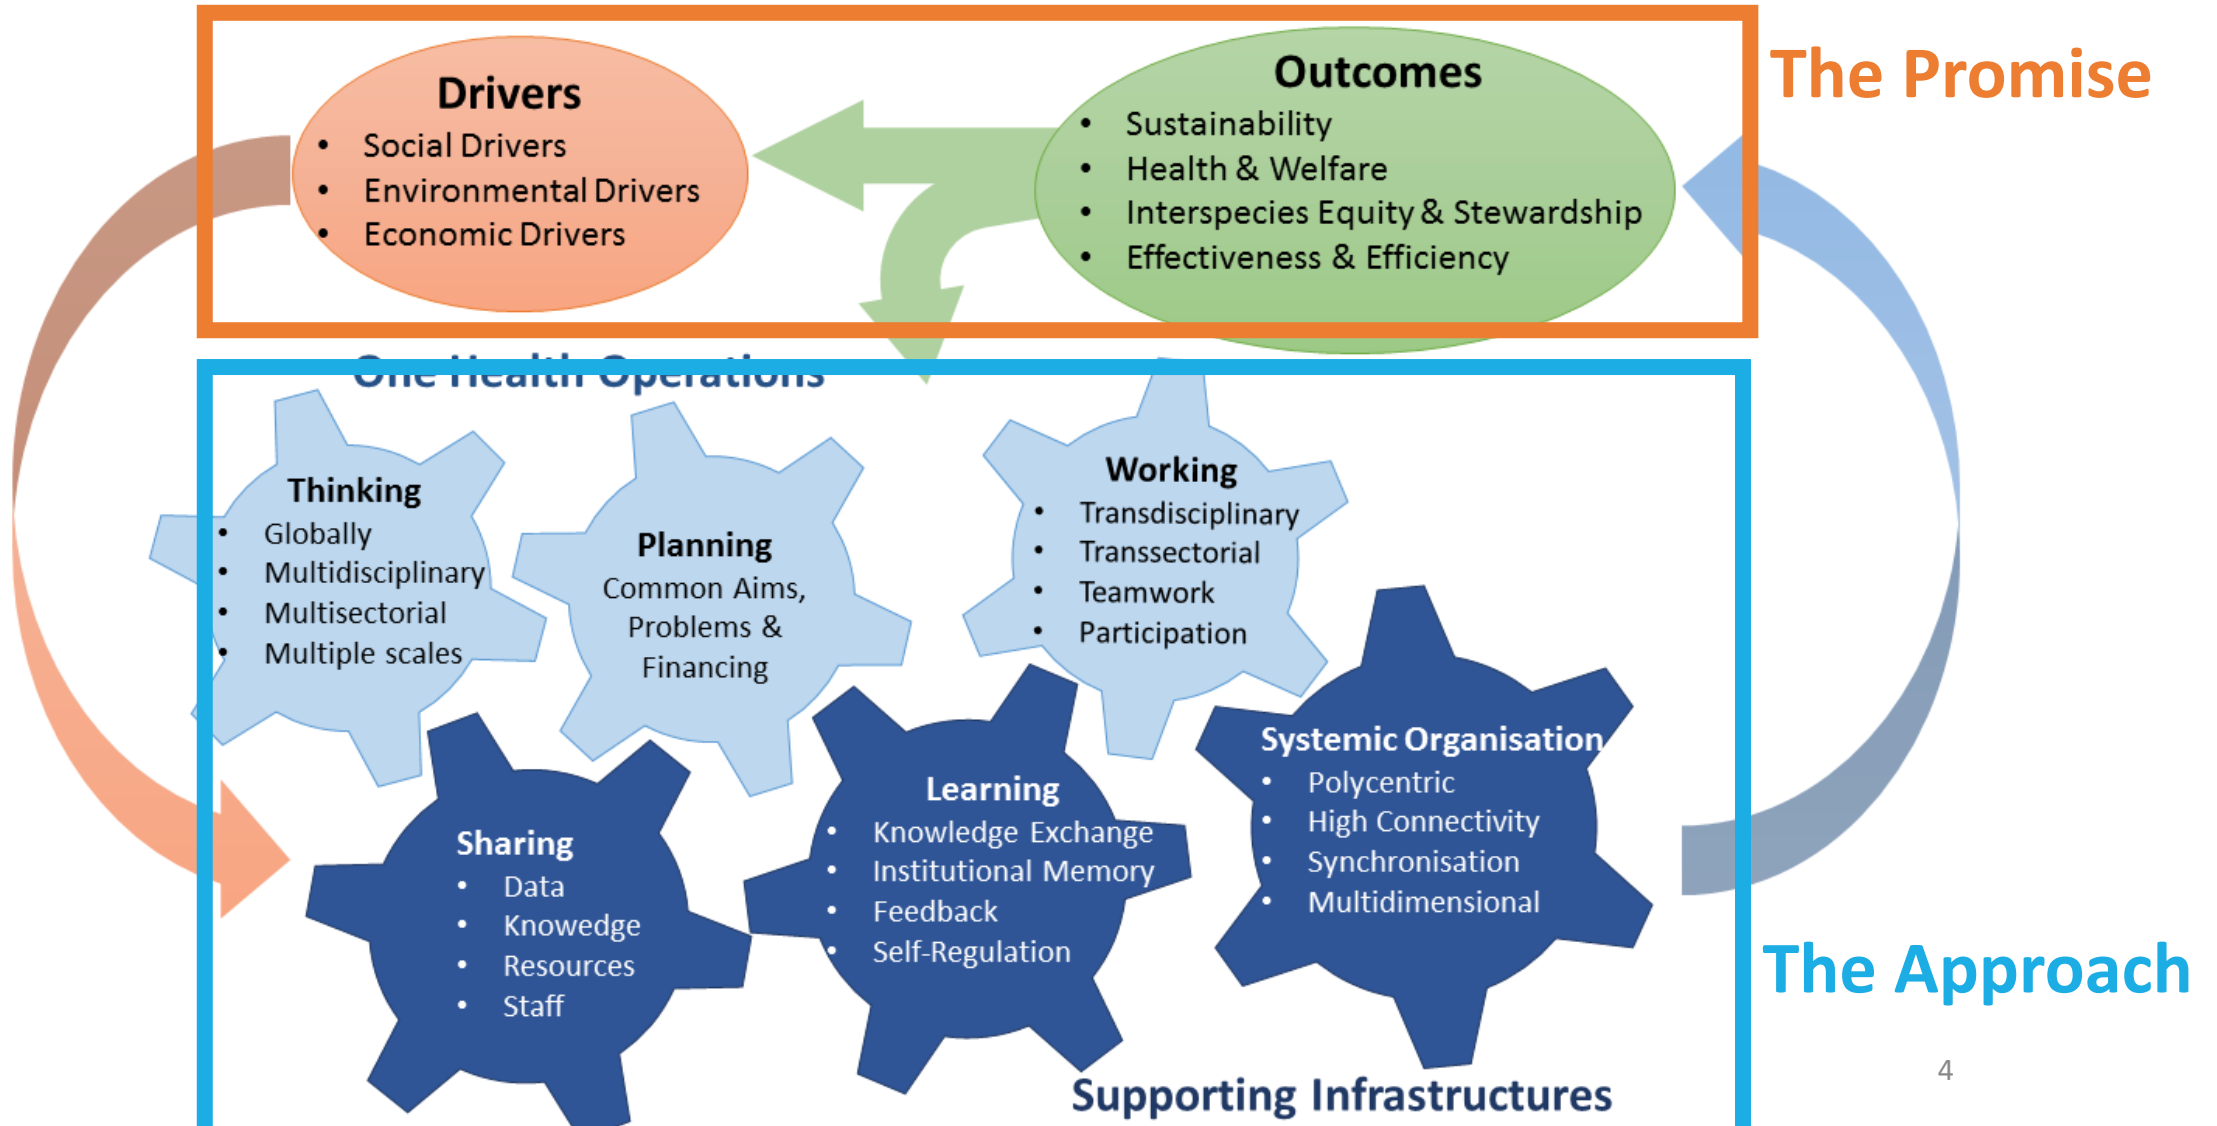 The Promise
Drivers
• Social Drivers
• Environmental Drivers
• Economic Drivers
Outcomes
• Sustainability
• Health & Welfare
• Interspecies Equity & Stewardship
• Effectiveness & Efficiency
One Health Operations
Thinking
• Globally
• Multidisciplinary
• Multisectorial
• Multiple scales
Planning
Common Aims,
Problems &
Financing
Working
• Transdisciplinary
• Transsectorial
• Teamwork
• Participation
Sharing
• Data
• Knowedge
• Resources
• Staff
Learning
• Knowledge Exchange
• Institutional Memory
• Feedback
• Self-Regulation
Systemic Organisation
• Polycentric
• High Connectivity
• Synchronisation
• Multidimensional
The Approach
Supporting Infrastructures
4